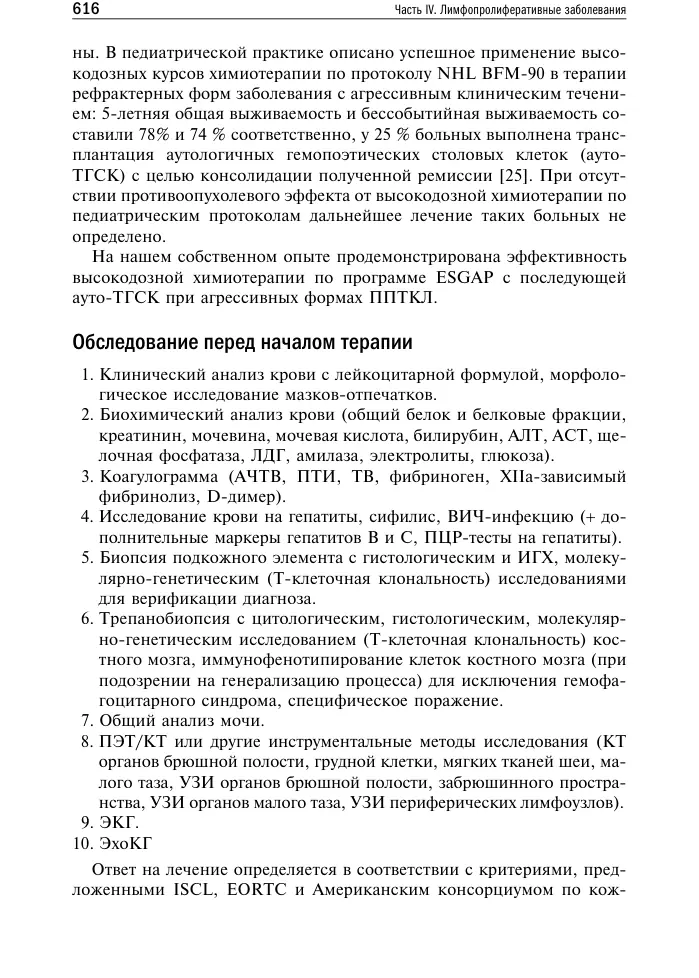 616
Часть IV. Лимфопролиферативные заболевания
ны. В педиатрической практике описано успешное применение высо-
кодозных курсов химиотерапии по протоколу NHL BFM-90 в терапии
рефрактерных форм заболевания с агрессивным клиническим течени-
ем: 5-летняя общая выживаемость и бессобытийная выживаемость со-
ставили 78% и 74 % соответственно, у 25 % больных выполнена транс-
плантация аутологичных гемопоэтических столовых клеток (ауто-
ТГСК) с целью консолидации полученной ремиссии [25]. При отсут-
ствии противоопухолевого эффекта от высокодозной химиотерапии по
педиатрическим протоколам дальнейшее лечение таких больных не
определено.
На нашем собственном опыте продемонстрирована эффективность
высокодозной химиотерапии по программе ESGAP с последующей
ауто-ТГСК при агрессивных формах ППТКЛ.
Обследование перед началом терапии
1. Клинический анализ крови с лейкоцитарной формулой, морфоло-
гическое исследование мазков-отпечатков.
2. Биохимический анализ крови (общий белок и белковые фракции,
креатинин, мочевина, мочевая кислота, билирубин, АЛТ, АСТ, ще-
лочная фосфатаза, ЛДГ, амилаза, электролиты, глюкоза).
3. Коагулограмма (АЧТВ, ПТИ, ТВ, фибриноген, XIIа-зависимый
фибринолиз, D-димер).
4. Исследование крови на гепатиты, сифилис, ВИЧ-инфекцию (+ до-
полнительные маркеры гепатитов В и С, ПЦР-тесты на гепатиты).
5. Биопсия подкожного элемента с гистологическим и ИГХ, молеку-
лярно-генетическим (Т-клеточная клональность) исследованиями
для верификации диагноза.
6. Трепанобиопсия с цитологическим, гистологическим, молекуляр-
но-генетическим исследованием (Т-клеточная клональность) кос-
тного мозга, иммунофенотипирование клеток костного мозга (при
подозрении на генерализацию процесса) для исключения гемофа-
гоцитарного синдрома, специфическое поражение.
7. Общий анализ мочи.
8. ПЭТ/КТ или другие инструментальные методы исследования (КТ
органов брюшной полости, грудной клетки, мягких тканей шеи, ма-
лого таза, УЗИ органов брюшной полости, забрюшинного простра-
нства, УЗИ органов малого таза, УЗИ периферических лимфоузлов).
9. ЭКГ.
10. ЭхоКГ
Ответ на лечение определяется в соответствии с критериями, пред-
ложенными ISCL, EORTC и Американским консорциумом по кож-